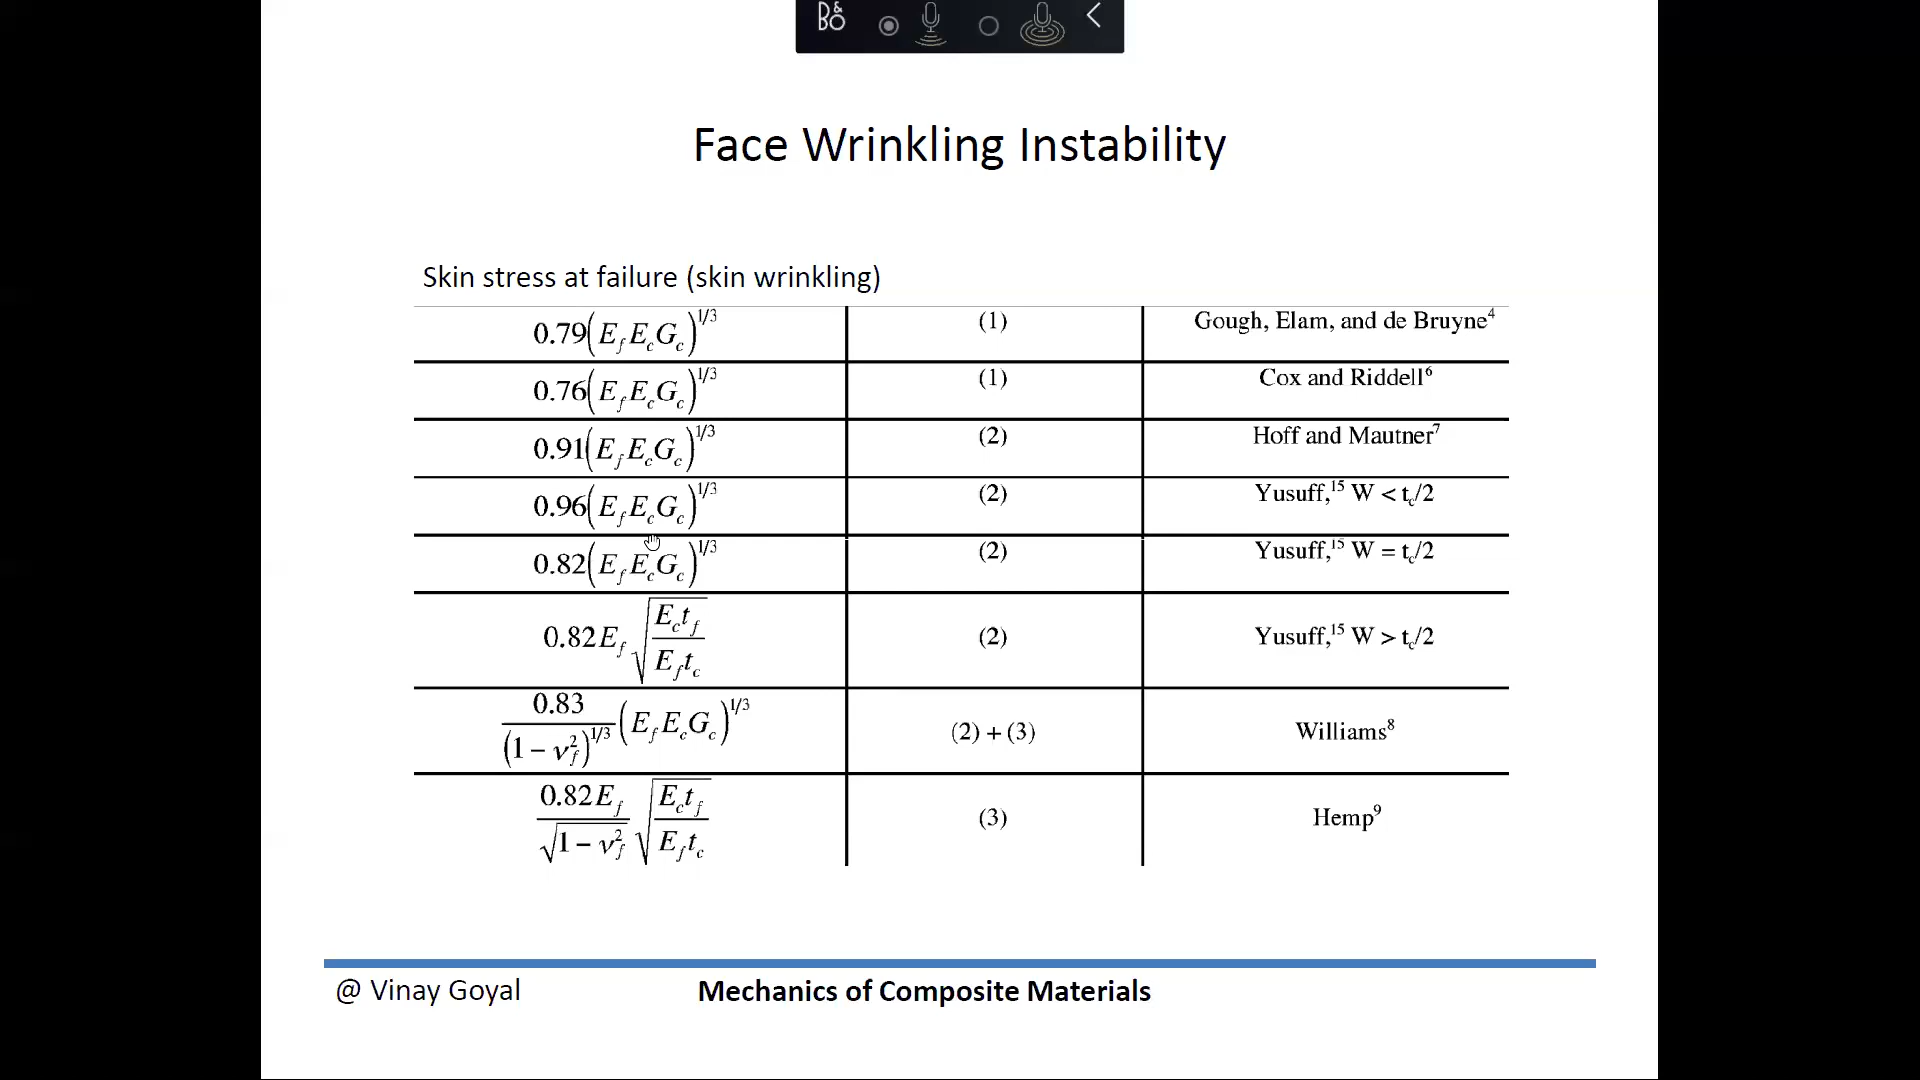 B&O
Face Wrinkling Instability
Skin stress at failure (skin wrinkling)
0.79(E_f E_c G_c)^1/3 (1) Gough, Elam, and de Bruyne^4
0.76(E_f E_c G_c)^1/3 (1) Cox and Riddell^6
0.91(E_f E_c G_c)^1/3 (2) Hoff and Mautner^7
0.96(E_f E_c G_c)^1/3 (2) Yusuff,^15 W < t_c/2
0.82(E_f E_c G_c)^1/3 (2) Yusuff,^15 W = t_c/2
0.82E_f √(E_c t_f / E_f t_c) (2) Yusuff,^15 W > t_c/2
0.83 / (1 − ν_f^2)^1/3 (E_f E_c G_c)^1/3 (2) + (3) Williams^8
0.82E_f / √(1 − ν_f^2) √(E_c t_f / E_f t_c) (3) Hemp^9
@ Vinay Goyal
Mechanics of Composite Materials